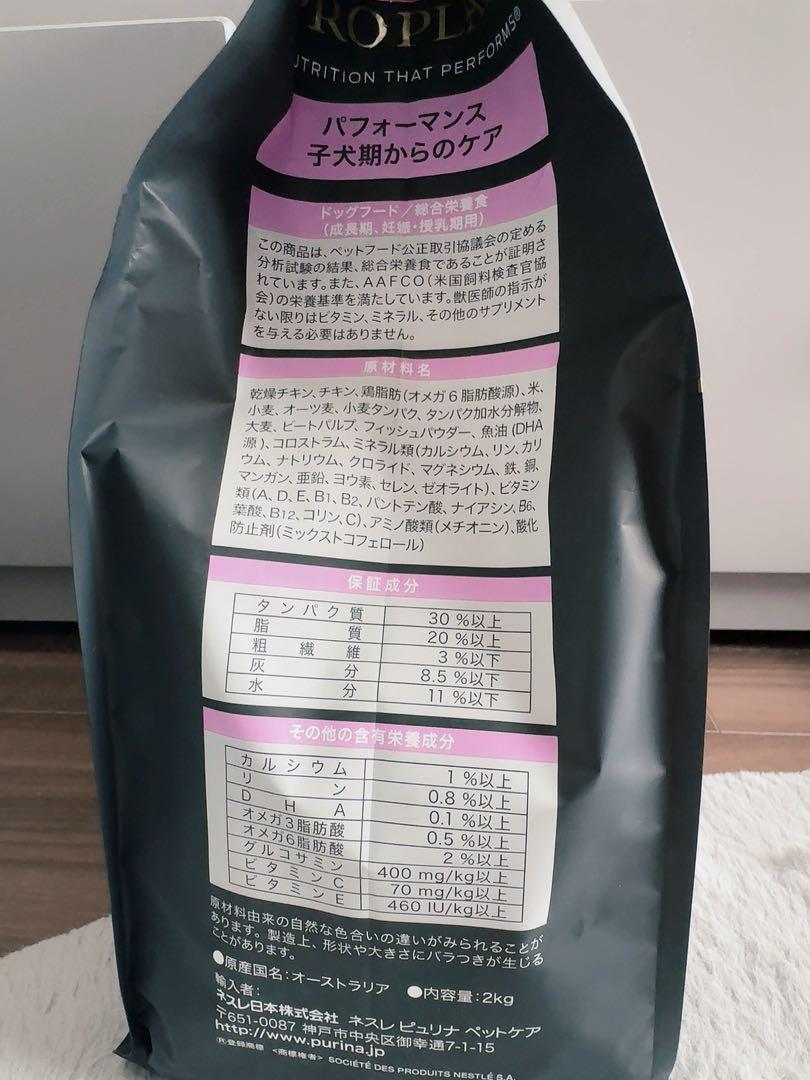 PRO PLA
UTRITION THAT PERFORMS®
パフォーマンス
子犬期からのケア
ドッグフード／総合栄養食
(成長期、妊娠・授乳期用)
この商品は、ペットフード公正取引協議会の定める
分析試験の結果、総合栄養食であることが証明さ
れています。また、AAFCO(米国飼料検査官協
会)の栄養基準を満たしています。獣医師の指示が
ない限りはビタミン、ミネラル、その他のサプリメント
を与える必要はありません。
原材料名
乾燥チキン、チキン、鶏脂肪(オメガ6脂肪酸源)、米、
小麦、オーツ麦、小麦タンパク、タンパク加水分解物、
大麦、ビートパルプ、フィッシュパウダー、魚油(DHA
源)、コロストラム、ミネラル類(カルシウム、リン、カリ
ウム、ナトリウム、クロライド、マグネシウム、鉄、銅、
マンガン、亜鉛、ヨウ素、セレン、ゼオライト)、ビタミン
類(A、D、E、B1、B2、パントテン酸、ナイアシン、B6、
葉酸、B12、コリン、C)、アミノ酸類(メチオニン)、酸化
防止剤(ミックストコフェロール)
保証成分
タンパク質 30 %以上
脂質 20 %以上
粗繊維 3 %以下
灰分 8.5 %以下
水分 11 %以下
その他の含有栄養成分
カルシウム 1 %以上
リン 0.8 %以上
DHA 0.1 %以上
オメガ3脂肪酸 0.5 %以上
オメガ6脂肪酸 2 %以上
グルコサミン 400 mg/kg以上
ビタミンC 70 mg/kg以上
ビタミンE 460 IU/kg以上
原材料由来の自然な色合いの違いがみられることが
あります。製造上、形状や大きさにバラつきが生じる
ことがあります。
●原産国名：オーストラリア ●内容量：2kg
輸入者：
ネスレ日本株式会社 ネスレ ピュリナ ペットケア
〒651-0087 神戸市中央区御幸通7-1-15
http://www.purina.jp
Ⓡ登録商標 <商標権者> SOCIÉTÉ DES PRODUITS NESTLÉ S.A.